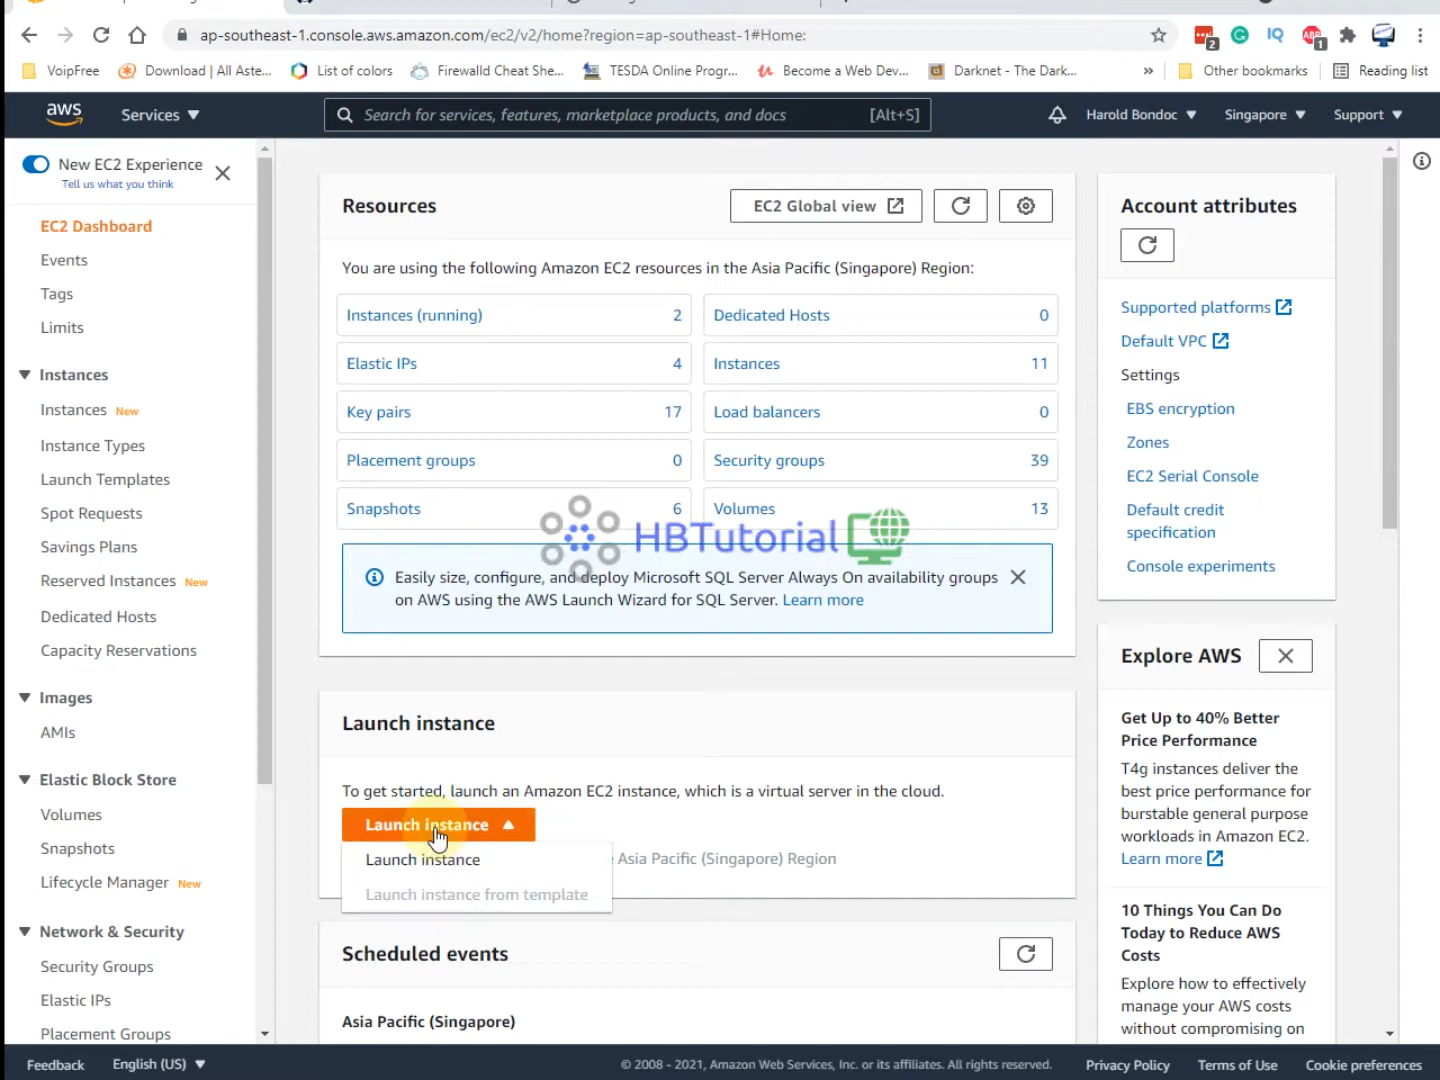 ap-southeast-1.console.aws.amazon.com/ec2/v2/home?region=ap-southeast-1#Home:
2
IQ
ABP
1
VoipFree
Download | All Aste...
List of colors
Firewalld Cheat She...
TESDA Online Progr...
Become a Web Dev...
Darknet - The Dark...
»
Other bookmarks
Reading list
aws
Services
Search for services, features, marketplace products, and docs
[Alt+S]
Harold Bondoc
Singapore
Support
New EC2 Experience
Tell us what you think
EC2 Dashboard
Events
Tags
Limits
Instances
Instances New
Instance Types
Launch Templates
Spot Requests
Savings Plans
Reserved Instances New
Dedicated Hosts
Capacity Reservations
Images
AMIs
Elastic Block Store
Volumes
Snapshots
Lifecycle Manager New
Network & Security
Security Groups
Elastic IPs
Placement Groups
Resources
EC2 Global view
You are using the following Amazon EC2 resources in the Asia Pacific (Singapore) Region:
Instances (running) 2
Dedicated Hosts 0
Elastic IPs 4
Instances 11
Key pairs 17
Load balancers 0
Placement groups 0
Security groups 39
Snapshots 6
Volumes 13
HBTutorial
Easily size, configure, and deploy Microsoft SQL Server Always On availability groups
on AWS using the AWS Launch Wizard for SQL Server. Learn more
Launch instance
To get started, launch an Amazon EC2 instance, which is a virtual server in the cloud.
Launch instance
Launch instance
Asia Pacific (Singapore) Region
Launch instance from template
Scheduled events
Asia Pacific (Singapore)
Account attributes
Supported platforms
Default VPC
Settings
EBS encryption
Zones
EC2 Serial Console
Default credit
specification
Console experiments
Explore AWS
Get Up to 40% Better
Price Performance
T4g instances deliver the
best price performance for
burstable general purpose
workloads in Amazon EC2.
Learn more
10 Things You Can Do
Today to Reduce AWS
Costs
Explore how to effectively
manage your AWS costs
without compromising on
Feedback
English (US)
© 2008 - 2021, Amazon Web Services, Inc. or its affiliates. All rights reserved.
Privacy Policy
Terms of Use
Cookie preferences